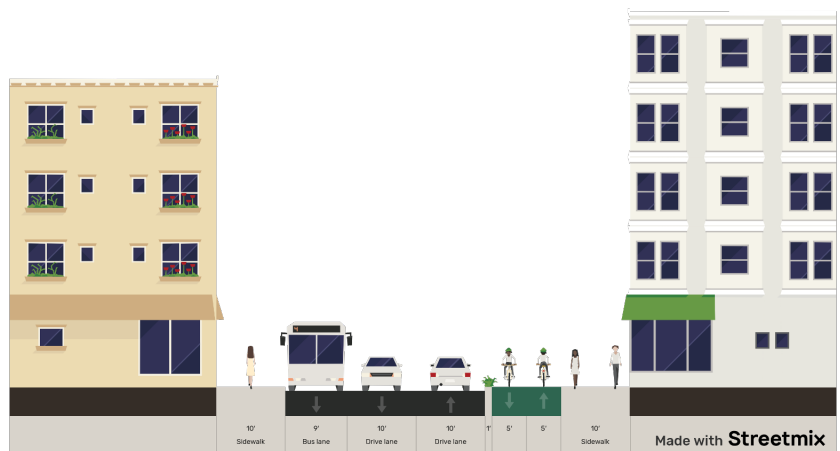 10' 9' 10' 10' 1' 5' 5' 10'
Sidewalk Bus lane Drive lane Drive lane Sidewalk
Made with Streetmix